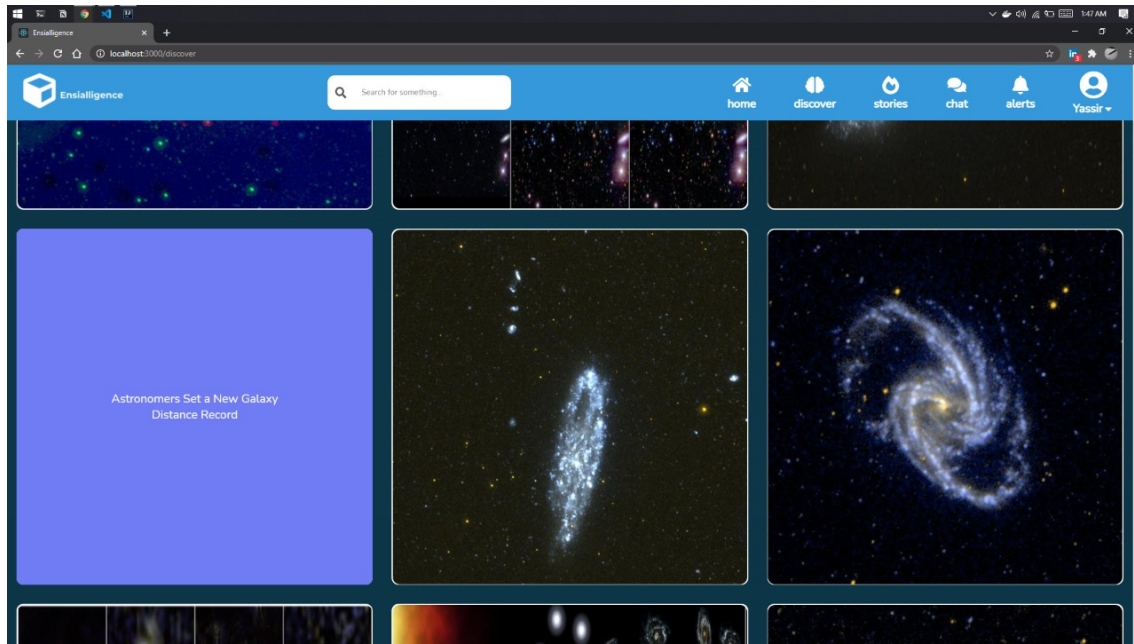 1:47 AM
Ensialligence
localhost:3000/discover
Ensialligence
Search for something...
home
discover
stories
chat
alerts
Yassir
Astronomers Set a New Galaxy
Distance Record